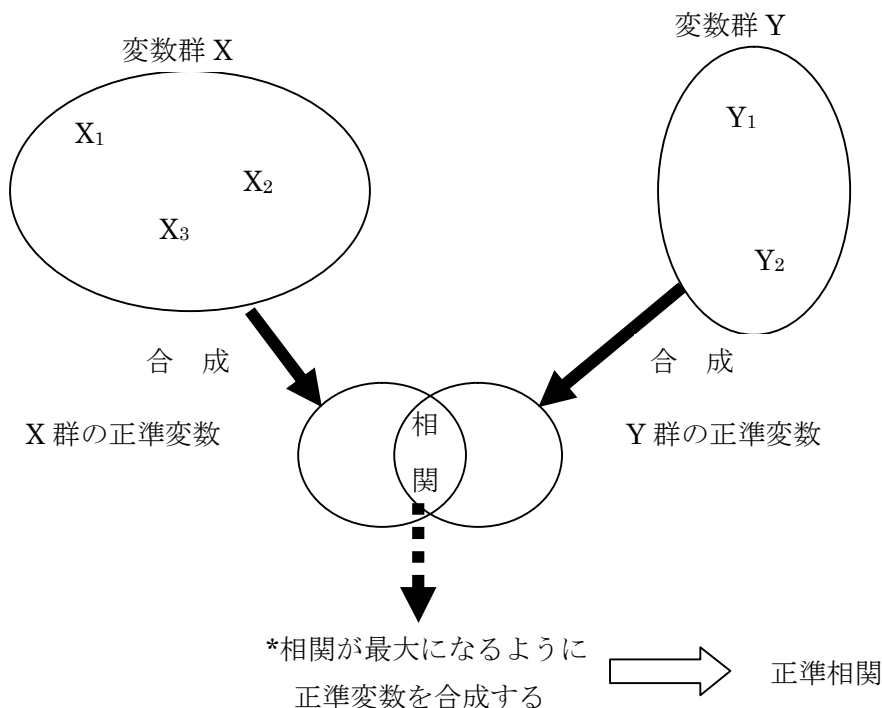 変数群 X
変数群 Y
X1
X2
X3
Y1
Y2
合 成
合 成
X 群の正準変数
相
関
Y 群の正準変数
*相関が最大になるように
正準変数を合成する
正準相関